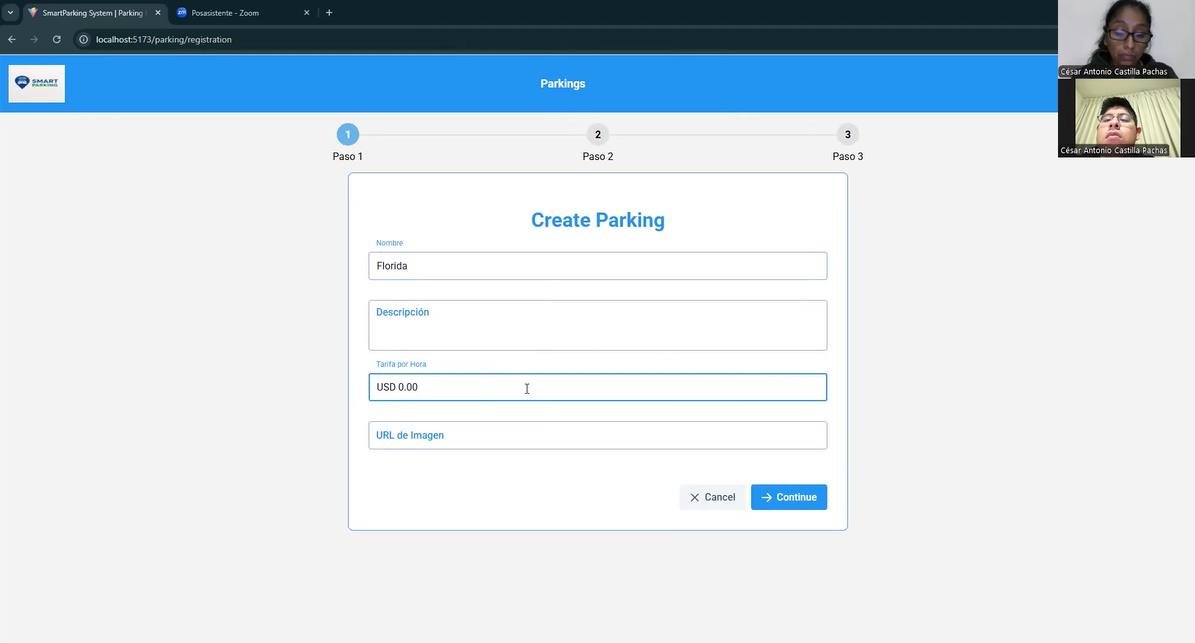 SmartParking System | Parking
Posasistente - Zoom
localhost:5173/parking/registration
SMART
PARKING
Parkings
César Antonio Castilla Pachas
César Antonio Castilla Pachas
1
2
3
Paso 1
Paso 2
Paso 3
Create Parking
Nombre
Florida
Descripción
Tarifa por Hora
USD 0.00
URL de Imagen
Cancel
Continue